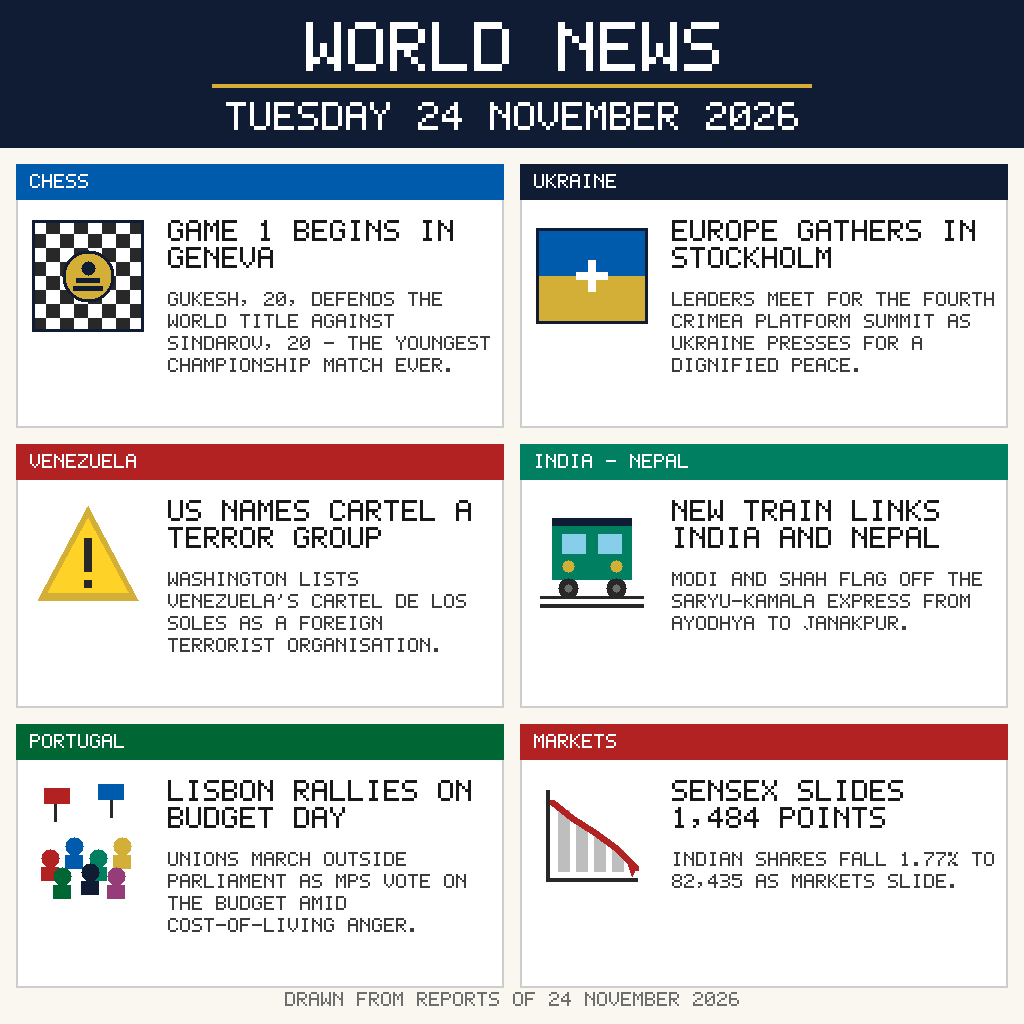 WORLD NEWS
TUESDAY 24 NOVEMBER 2026
CHESS
GAME 1 BEGINS IN
GENEVA
GUKESH, 20, DEFENDS THE
WORLD TITLE AGAINST
SINDAROV, 20 - THE YOUNGEST
CHAMPIONSHIP MATCH EVER.
UKRAINE
EUROPE GATHERS IN
STOCKHOLM
LEADERS MEET FOR THE FOURTH
CRIMEA PLATFORM SUMMIT AS
UKRAINE PRESSES FOR A
DIGNIFIED PEACE.
VENEZUELA
US NAMES CARTEL A
TERROR GROUP
WASHINGTON LISTS
VENEZUELA'S CARTEL DE LOS
SOLES AS A FOREIGN
TERRORIST ORGANISATION.
INDIA - NEPAL
NEW TRAIN LINKS
INDIA AND NEPAL
MODI AND SHAH FLAG OFF THE
SARYU-KAMALA EXPRESS FROM
AYODHYA TO JANAKPUR.
PORTUGAL
LISBON RALLIES ON
BUDGET DAY
UNIONS MARCH OUTSIDE
PARLIAMENT AS MPS VOTE ON
THE BUDGET AMID
COST-OF-LIVING ANGER.
MARKETS
SENSEX SLIDES
1,484 POINTS
INDIAN SHARES FALL 1.77% TO
82,435 AS MARKETS SLIDE.
DRAWN FROM REPORTS OF 24 NOVEMBER 2026